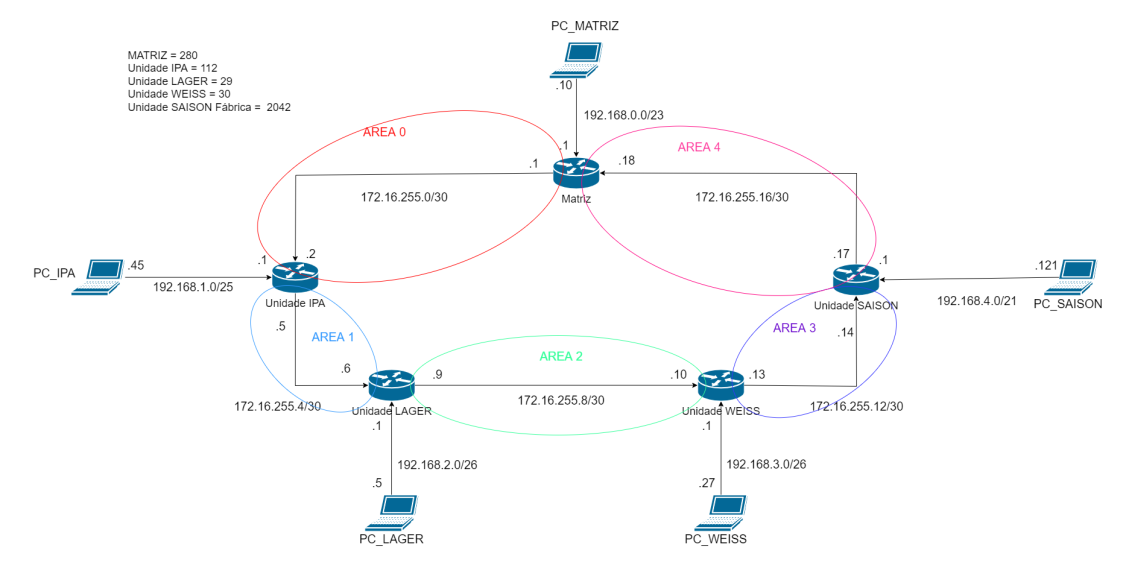 PC_MATRIZ
MATRIZ = 280
Unidade IPA = 112
Unidade LAGER = 29
Unidade WEISS = 30
Unidade SAISON Fábrica =  2042
.10
192.168.0.0/23
AREA 0
.1
AREA 4
.1
.18
Matriz
172.16.255.0/30
172.16.255.16/30
.1
.2
.17
.1
PC_IPA
.45
.121
192.168.1.0/25
192.168.4.0/21
Unidade IPA
Unidade SAISON
PC_SAISON
.5
AREA 1
AREA 2
AREA 3
.14
.6
.9
.10
.13
172.16.255.4/30
Unidade LAGER
172.16.255.8/30
Unidade WEISS
172.16.255.12/30
.1
.1
192.168.2.0/26
192.168.3.0/26
.5
.27
PC_LAGER
PC_WEISS